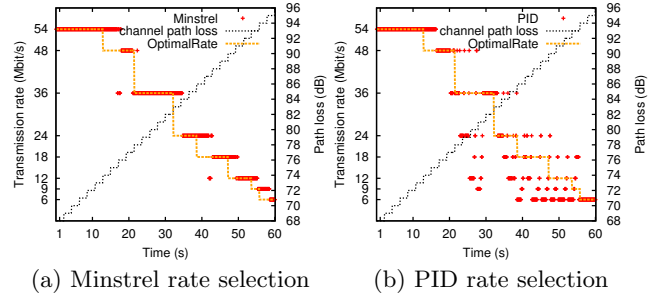 Minstrel
channel path loss
OptimalRate
Transmission rate (Mbit/s)
54
48
36
24
18
12
9
6
Path loss (dB)
96
94
92
90
88
86
84
82
80
78
76
74
72
70
68
1 10 20 30 40 50 60
Time (s)
(a) Minstrel rate selection
PID
channel path loss
OptimalRate
Transmission rate (Mbit/s)
54
48
36
24
18
12
9
6
Path loss (dB)
96
94
92
90
88
86
84
82
80
76
74
72
70
68
1 10 20 30 40 50 60
Time (s)
(b) PID rate selection